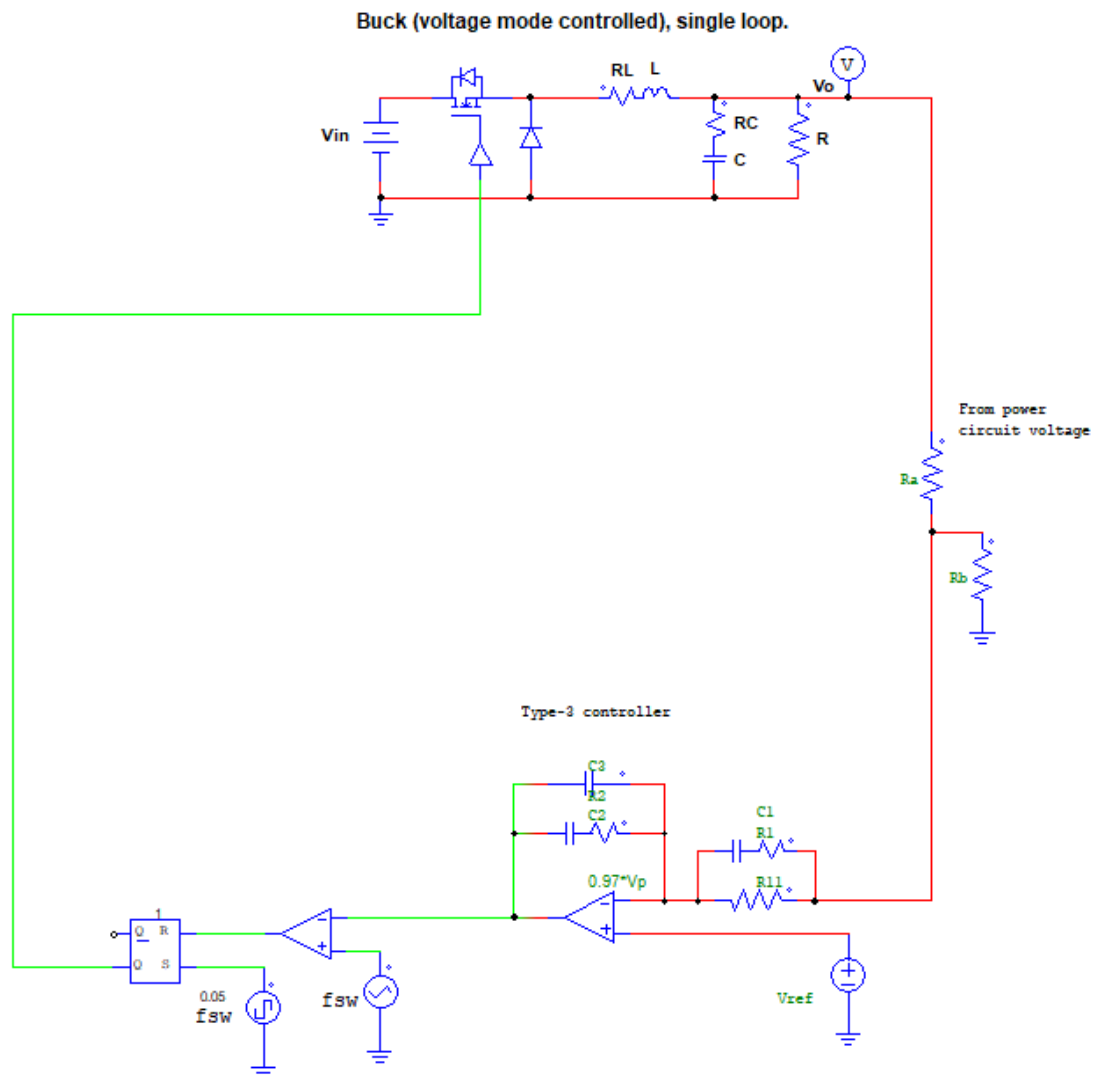 Buck (voltage mode controlled), single loop.
RL L
V
Vo
Vin
RC
R
C
From power
circuit voltage
Ra
Rb
Type-3 controller
C3
R2
C2
C1
R1
R11
0.97*Vp
1
Q R
Q S
0.05
fsw
fsw
Vref